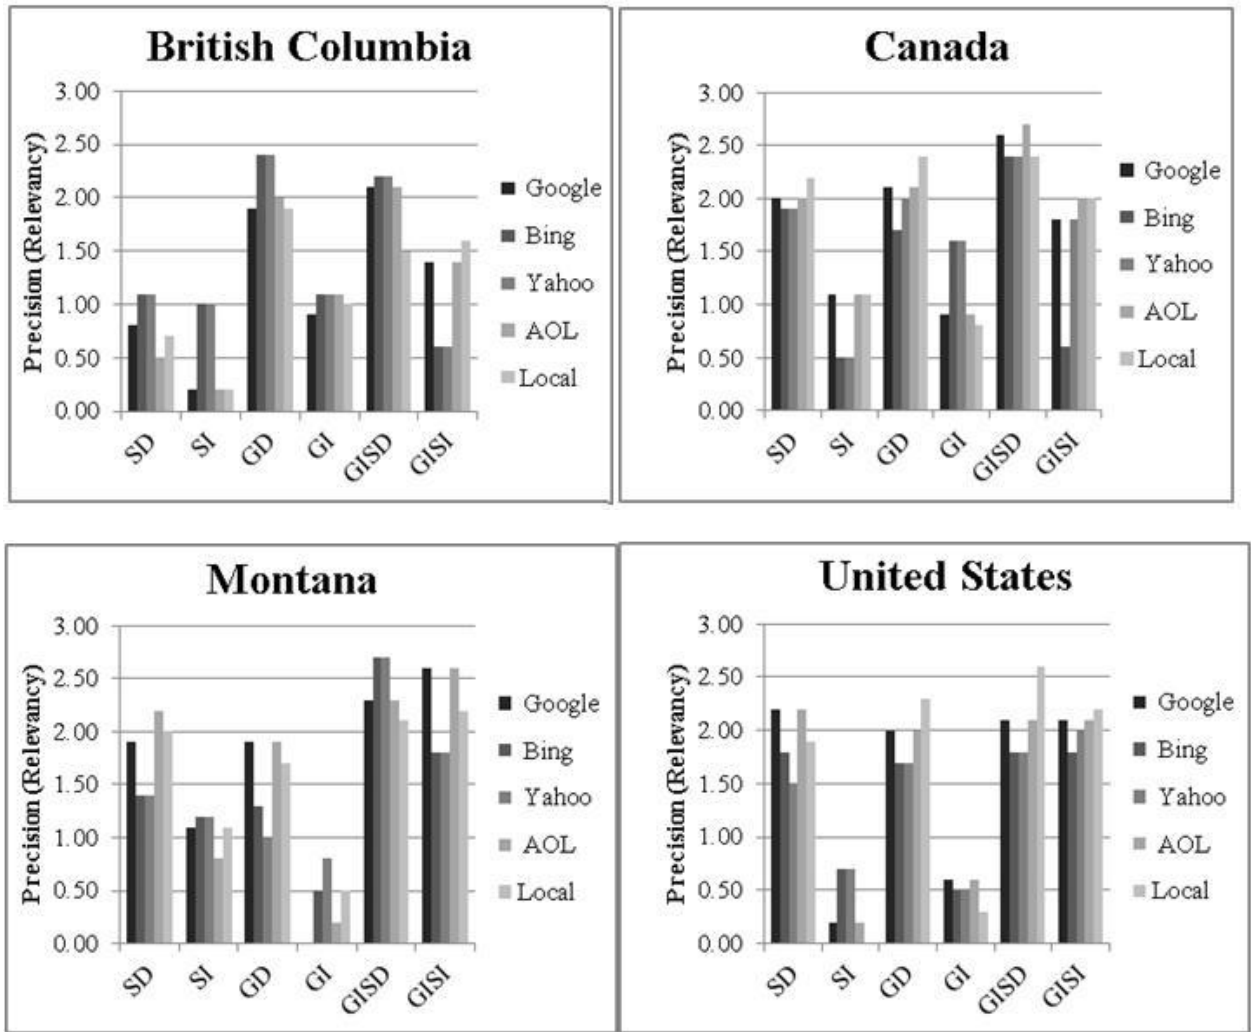 British Columbia
Precision (Relevancy)
3.00
2.50
2.00
1.50
1.00
0.50
0.00
SD
SI
GD
GI
GISD
GISI
Google
Bing
Yahoo
AOL
Local
Canada
Precision (Relevancy)
3.00
2.50
2.00
1.50
1.00
0.50
0.00
SD
SI
GD
GI
GISD
GISI
Google
Bing
Yahoo
AOL
Local
Montana
Precision (Relevancy)
3.00
2.50
2.00
1.50
1.00
0.50
0.00
SD
SI
GD
GI
GISD
GISI
Google
Bing
Yahoo
AOL
Local
United States
Precision (Relevancy)
3.00
2.50
2.00
1.50
1.00
0.50
0.00
SD
SI
GD
GI
GISD
GISI
Google
Bing
Yahoo
AOL
Local